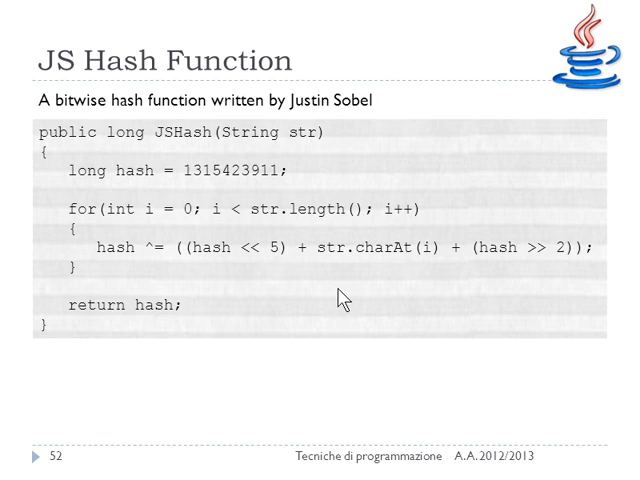 JS Hash Function
A bitwise hash function written by Justin Sobel
public long JSHash(String str)
{
   long hash = 1315423911;

   for(int i = 0; i < str.length(); i++)
   {
      hash ^= ((hash << 5) + str.charAt(i) + (hash >> 2));
   }

   return hash;
}
52 Tecniche di programmazione A.A. 2012/2013